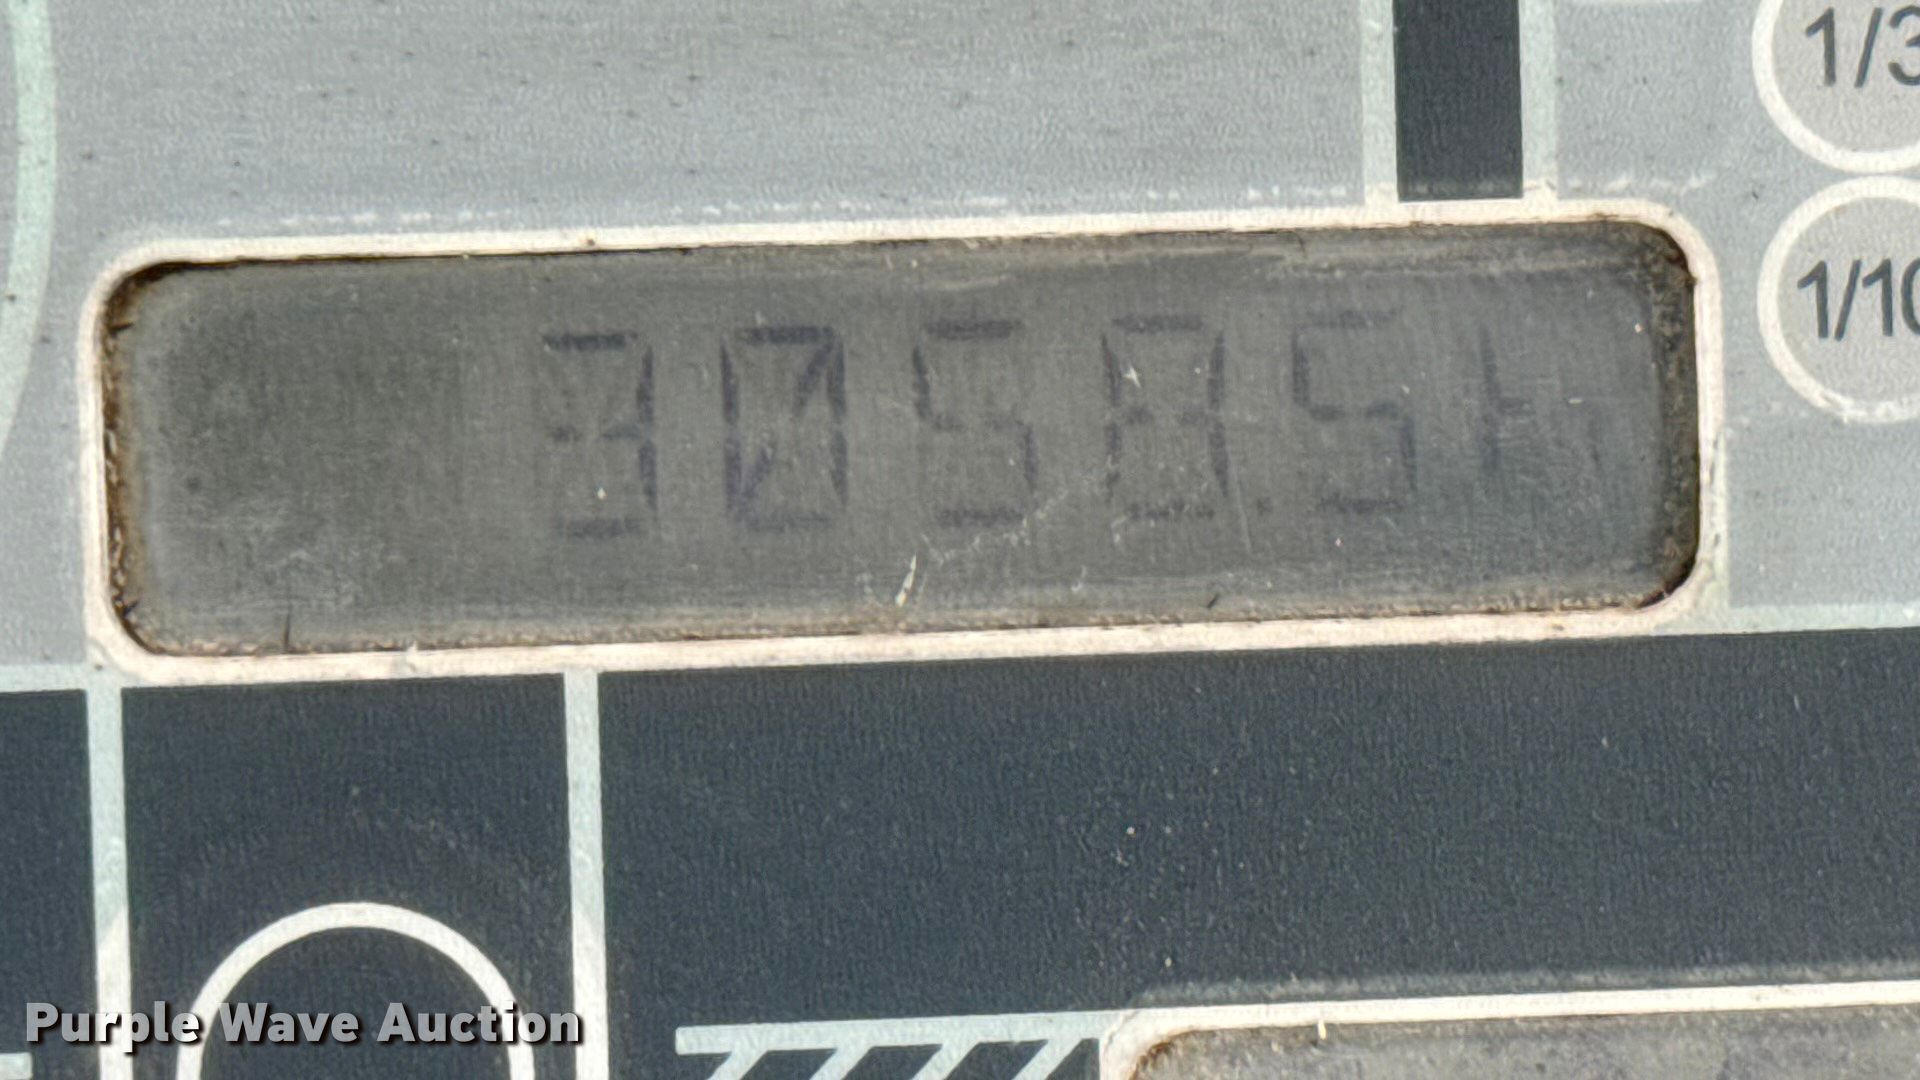 1/3
3058.5h
1/10
Purple Wave Auction